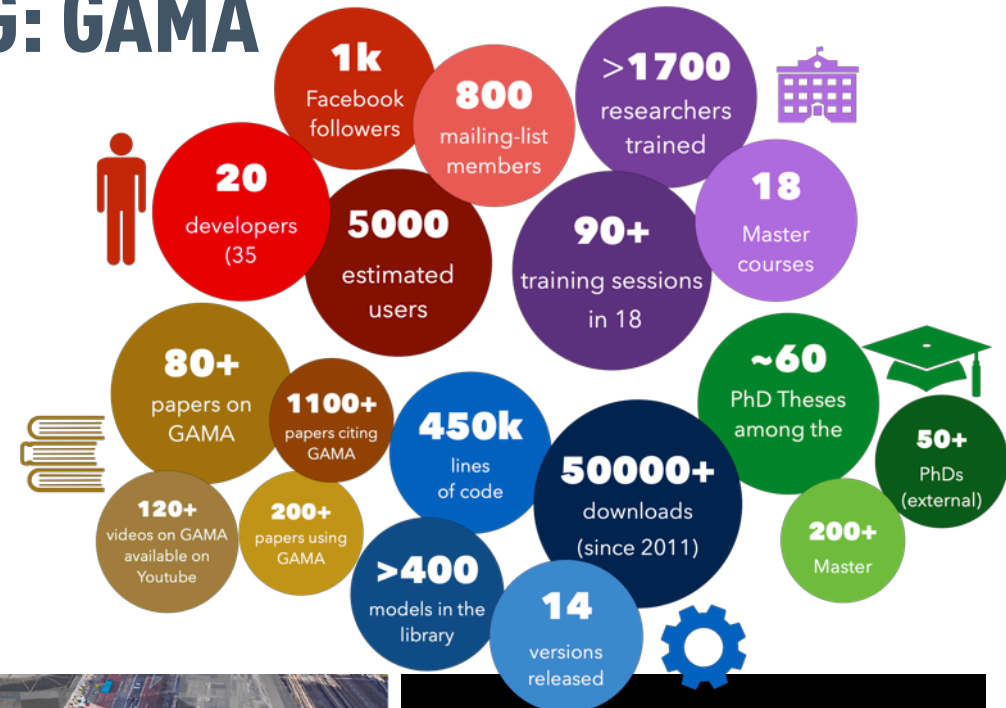 G: GAMA
1k
Facebook
followers
800
mailing-list
members
>1700
researchers
trained
20
developers
(35
5000
estimated
users
90+
training sessions
in 18
18
Master
courses
80+
papers on
GAMA
1100+
papers citing
GAMA
450k
lines
of code
50000+
downloads
(since 2011)
~60
PhD Theses
among the
50+
PhDs
(external)
120+
videos on GAMA
available on
Youtube
200+
papers using
GAMA
>400
models in the
library
14
versions
released
200+
Master